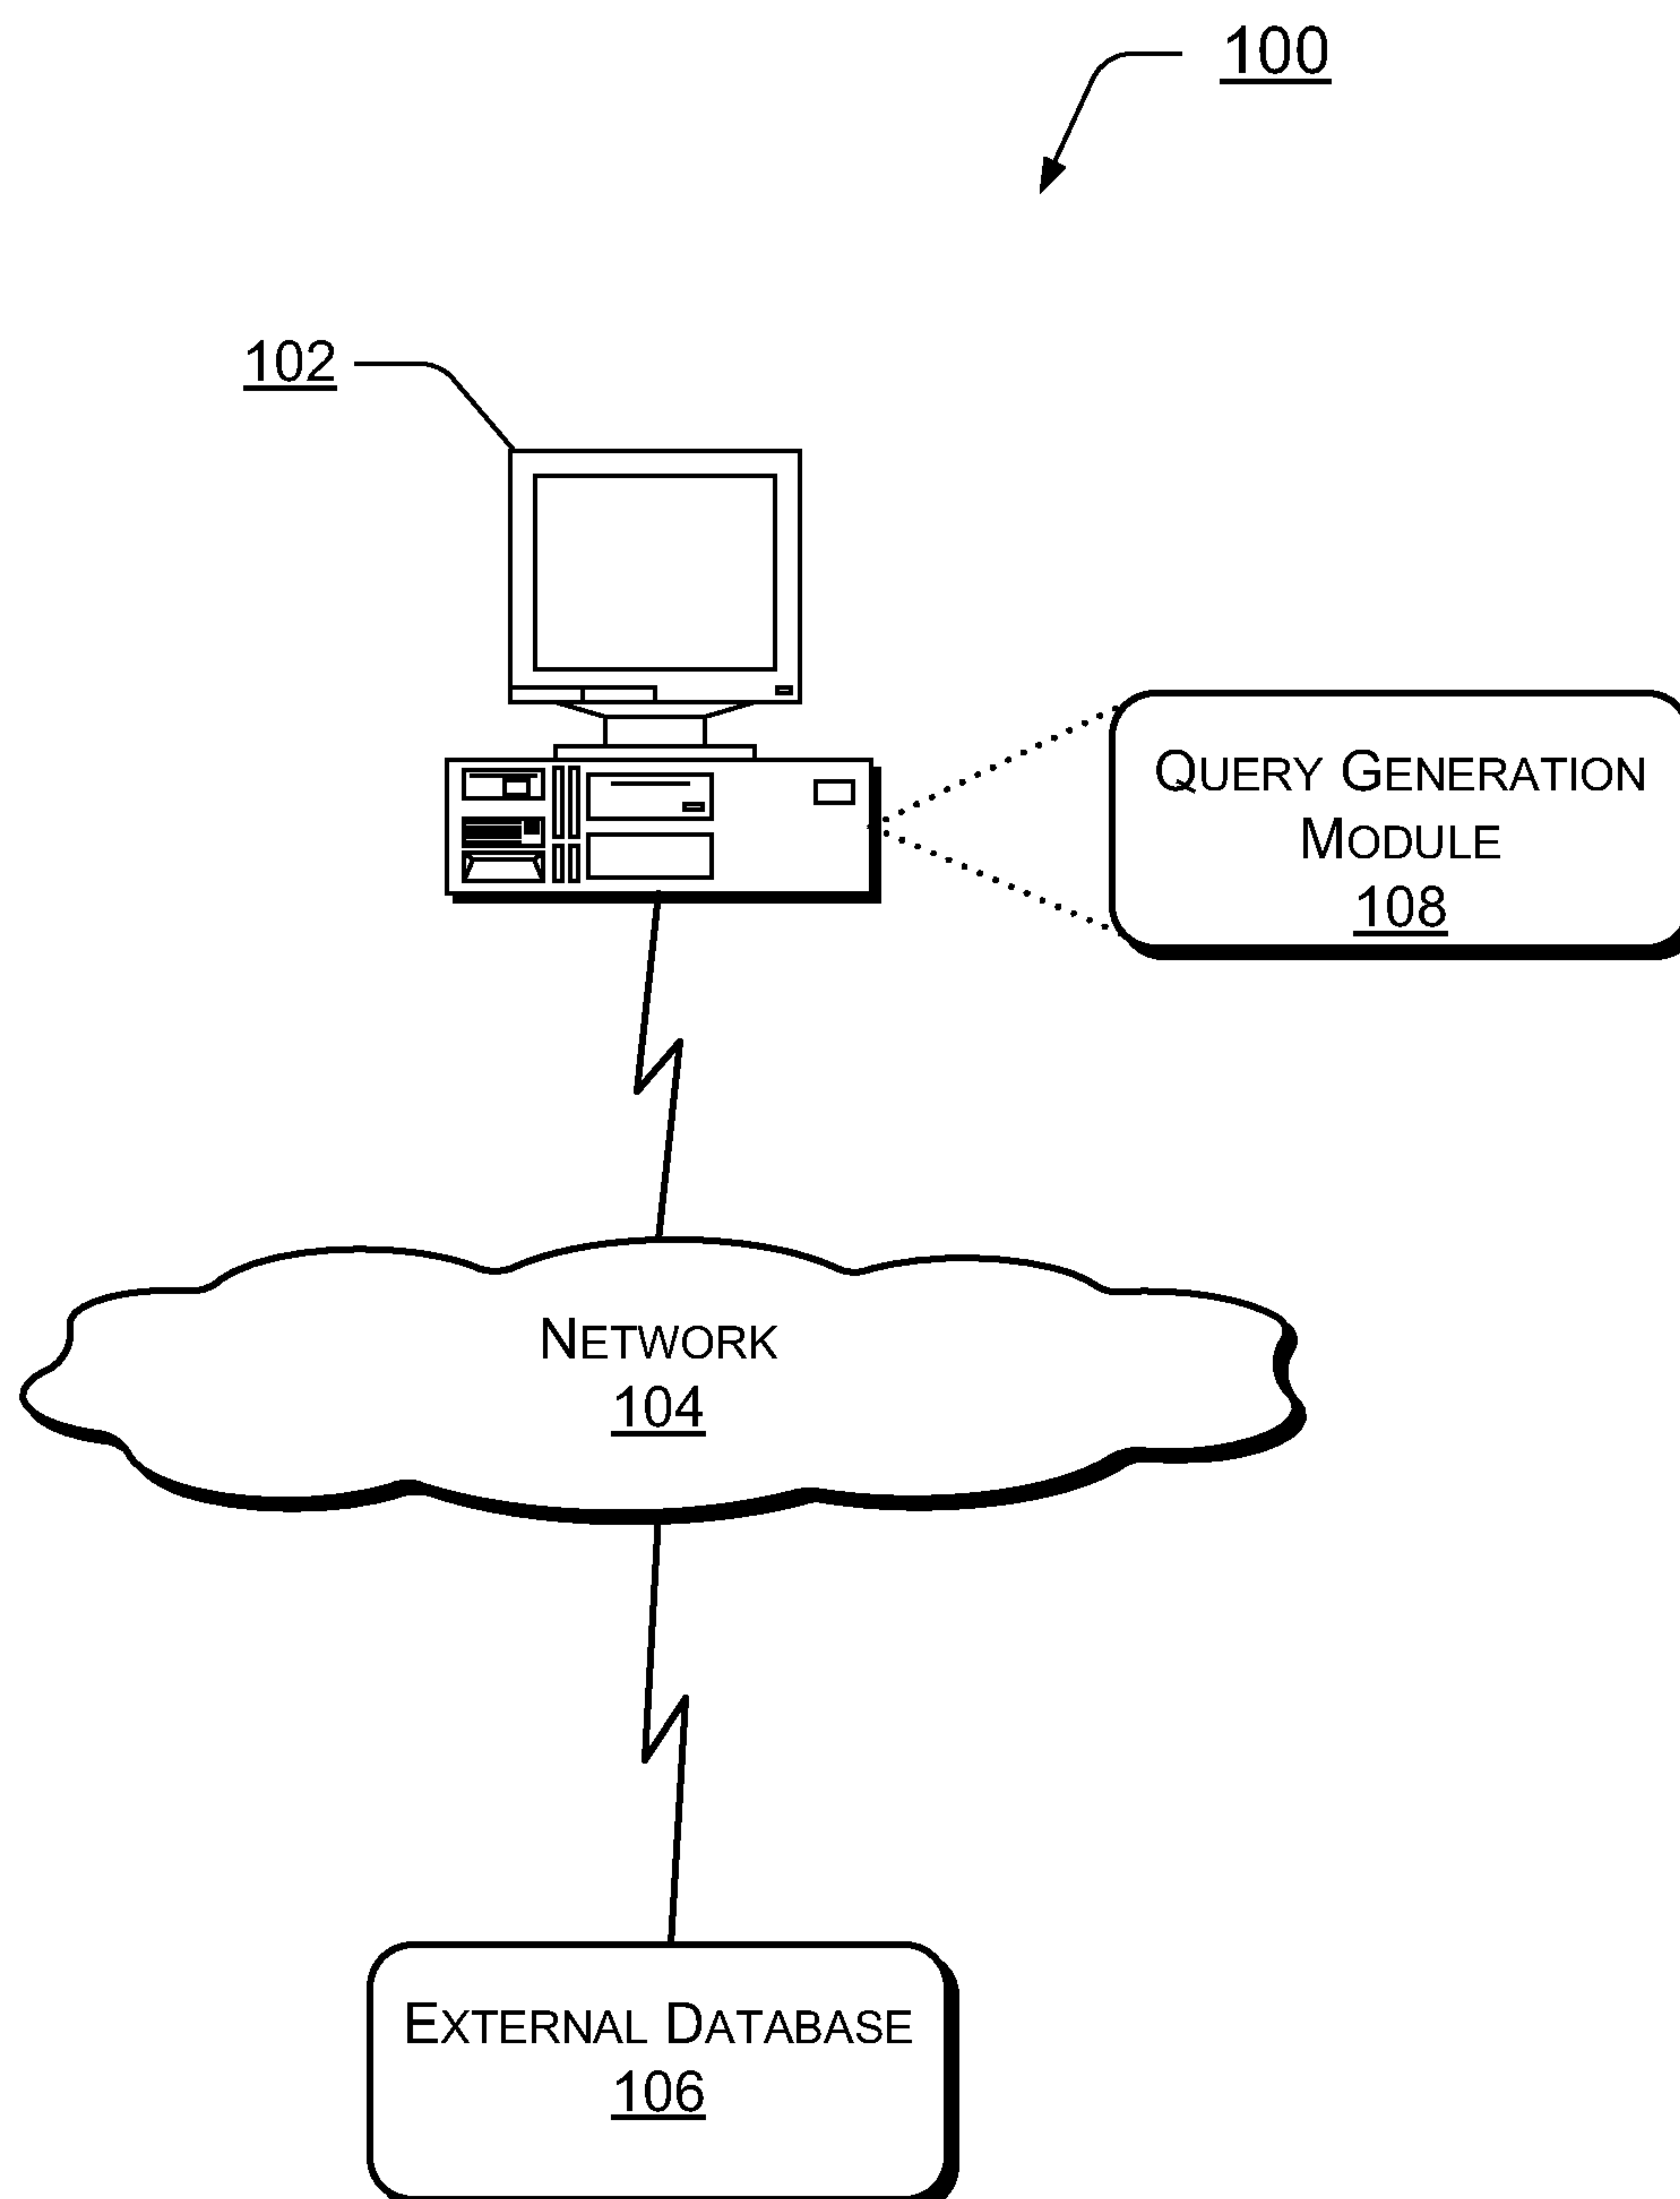 100
102
QUERY GENERATION
MODULE
108
NETWORK
104
EXTERNAL DATABASE
106